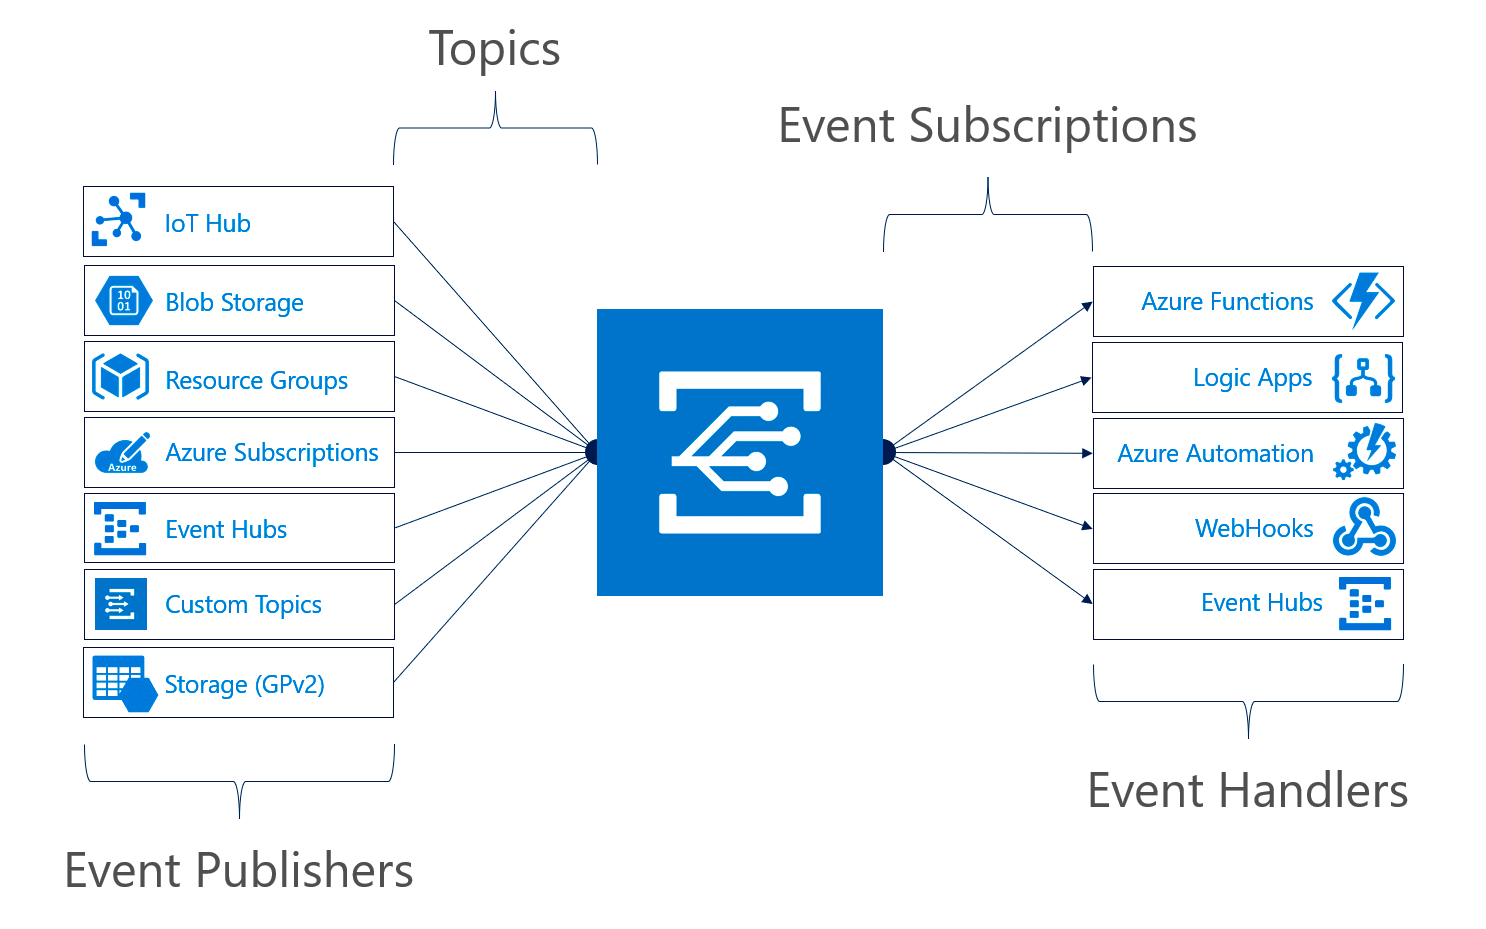 Topics
Event Subscriptions
IoT Hub
10
01
Blob Storage
Resource Groups
Azure
Azure Subscriptions
Event Hubs
Custom Topics
Storage (GPv2)
Event Publishers
Azure Functions
Logic Apps
Azure Automation
WebHooks
Event Hubs
Event Handlers